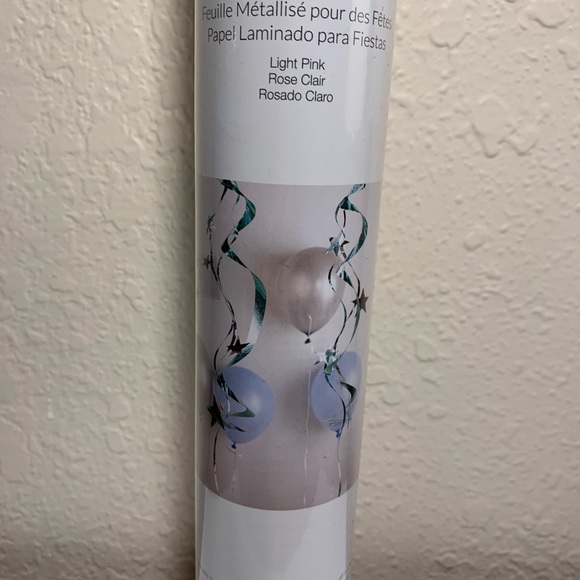 Feuille Métallisé pour des Fêtes
Papel Laminado para Fiestas
Light Pink
Rose Clair
Rosado Claro